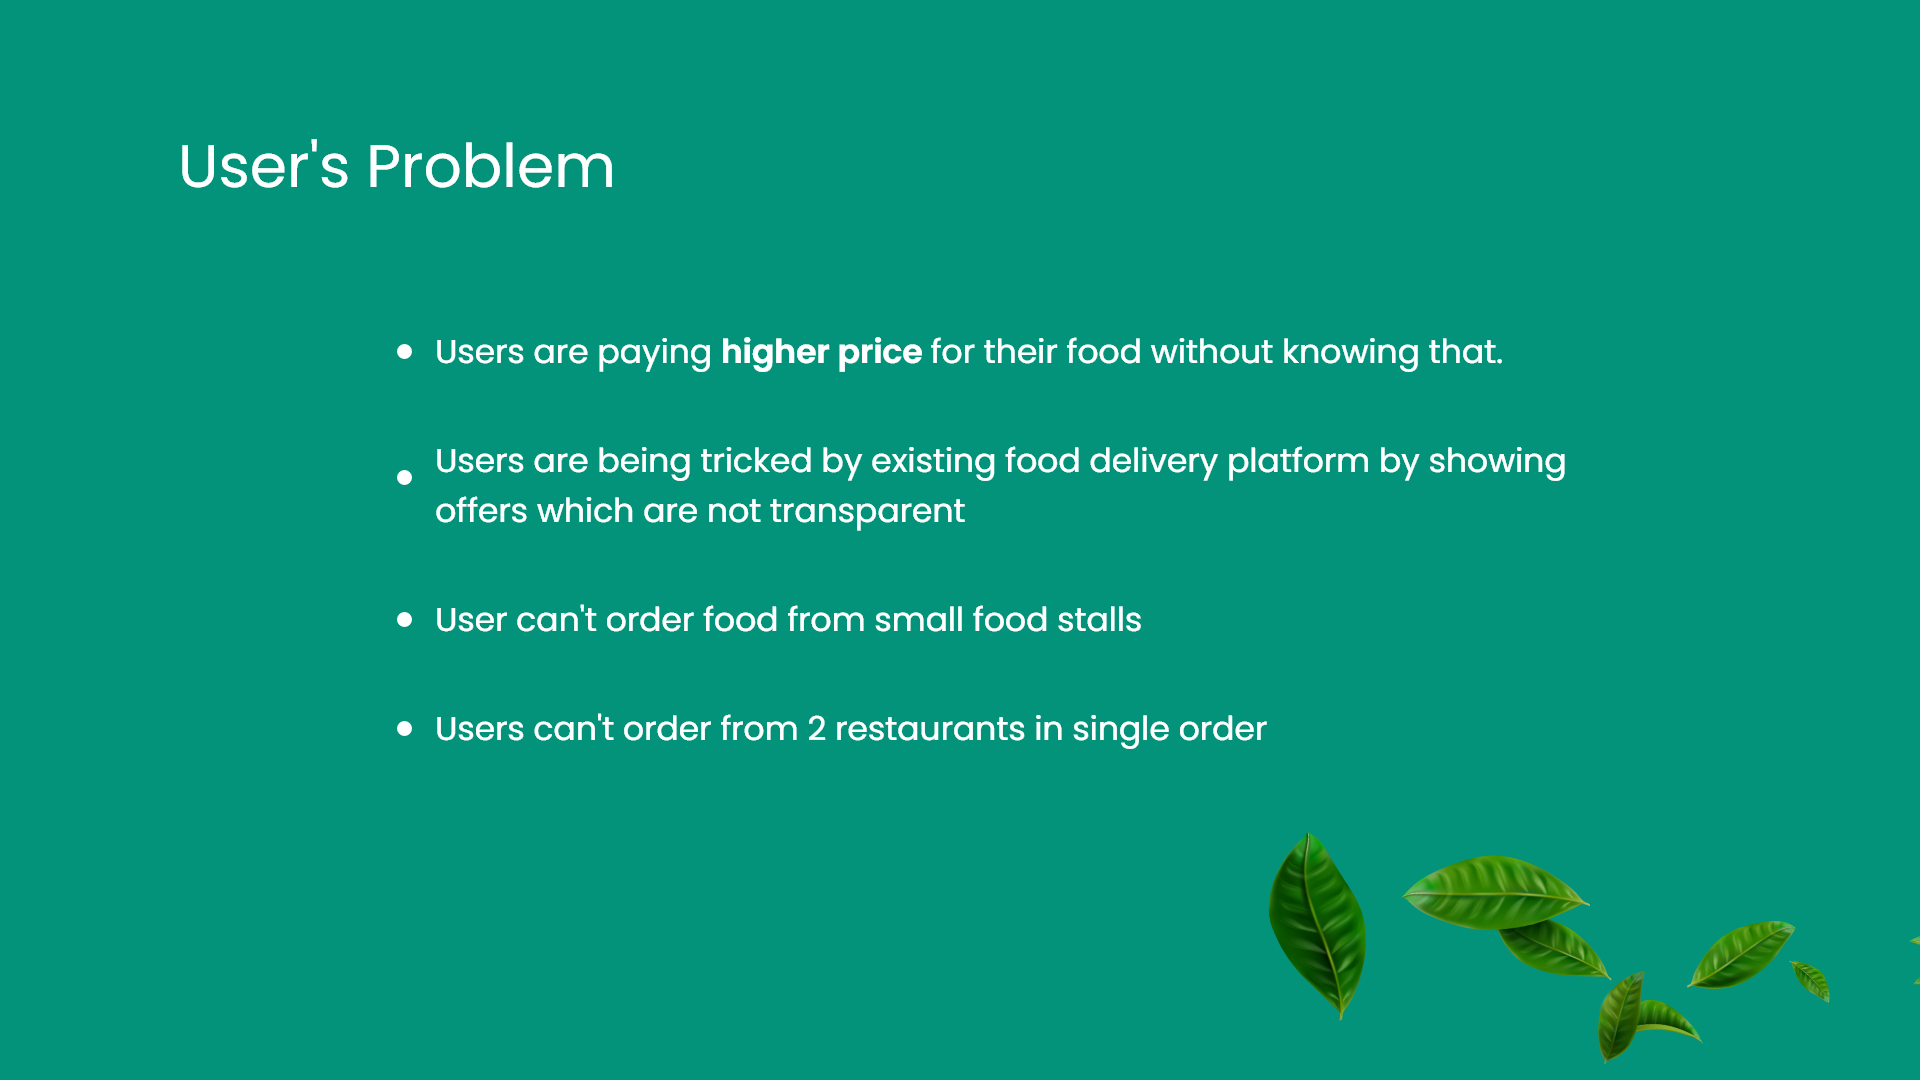 User's Problem
Users are paying higher price for their food without knowing that.
Users are being tricked by existing food delivery platform by showing
offers which are not transparent
User can't order food from small food stalls
Users can't order from 2 restaurants in single order